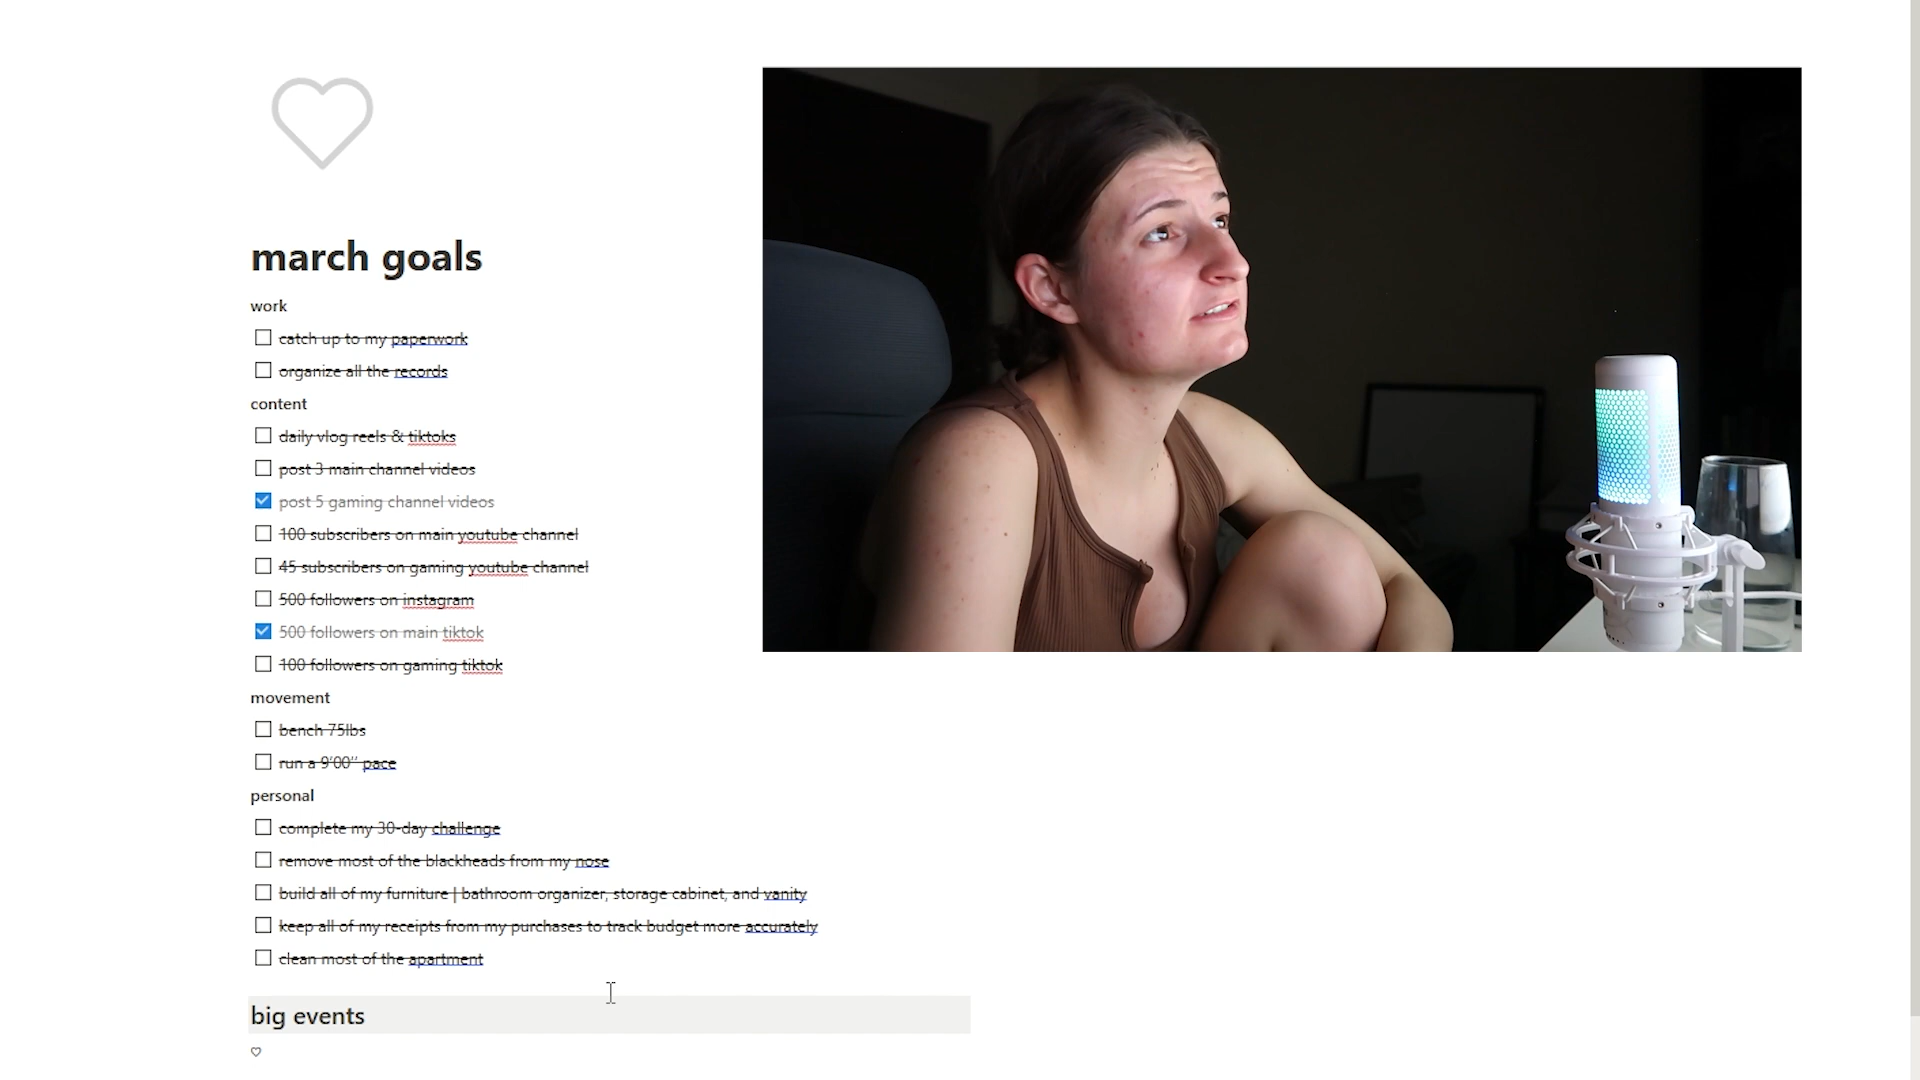 march goals
work
catch up to my paperwork
organize all the records
content
daily vlog reels & tiktoks
post 3 main channel videos
post 5 gaming channel videos
100 subscribers on main youtube channel
45 subscribers on gaming youtube channel
500 followers on instagram
500 followers on main tiktok
100 followers on gaming tiktok
movement
bench 75lbs
run a 9'00'' pace
personal
complete my 30-day challenge
remove most of the blackheads from my nose
build all of my furniture | bathroom organizer, storage cabinet, and vanity
keep all of my receipts from my purchases to track budget more accurately
clean most of the apartment
big events